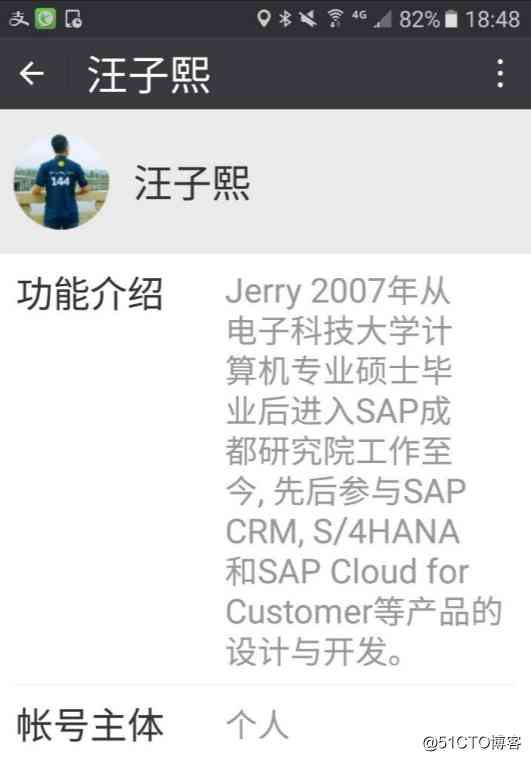 支
4G 82% 18:48
汪子熙
144
汪子熙
功能介绍
Jerry 2007年从
电子科技大学计
算机专业硕士毕
业后进入SAP成
都研究院工作至
今, 先后参与SAP
CRM, S/4HANA
和SAP Cloud for
Customer等产品的
设计与开发。
帐号主体
个人
@51CTO博客